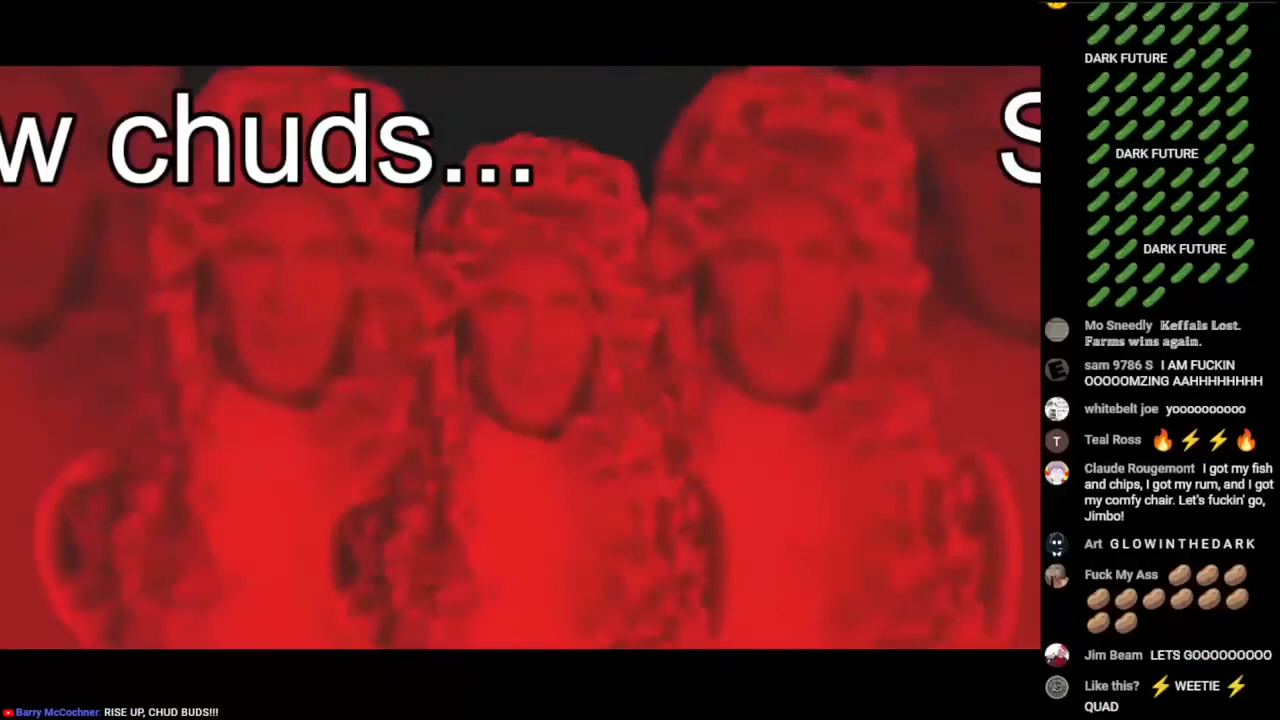 w chuds...
S
DARK FUTURE
DARK FUTURE
DARK FUTURE
Mo Sneedly 𝕂𝕖𝕗𝕗𝕒𝕝𝕤 𝕃𝕠𝕤𝕥.
𝔽𝕒𝕣𝕞𝕤 𝕨𝕚𝕟𝕤 𝕒𝕘𝕒𝕚𝕟.
sam 9786 S I AM FUCKIN
OOOOOMZING AAHHHHHHHH
whitebelt joe yoooooooooo
T
Teal Ross
Claude Rougemont I got my fish
and chips, I got my rum, and I got
my comfy chair. Let's fuckin' go,
Jimbo!
Art G L O W I N T H E D A R K
Fuck My Ass
Jim Beam LETS GOOOOOOOOO
Like this? ⚡ WEETIE ⚡
QUAD
Barry McCochner: RISE UP, CHUD BUDS!!!